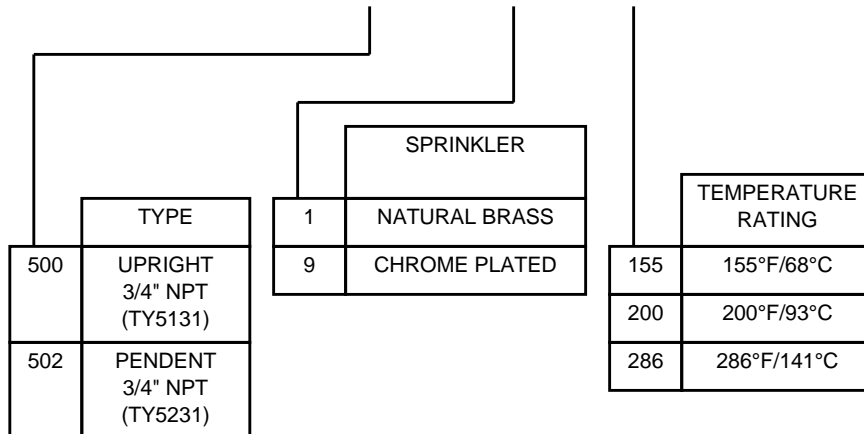 TYPE
500 UPRIGHT
3/4" NPT
(TY5131)
502 PENDENT
3/4" NPT
(TY5231)
SPRINKLER
1 NATURAL BRASS
9 CHROME PLATED
TEMPERATURE
RATING
155 155°F/68°C
200 200°F/93°C
286 286°F/141°C